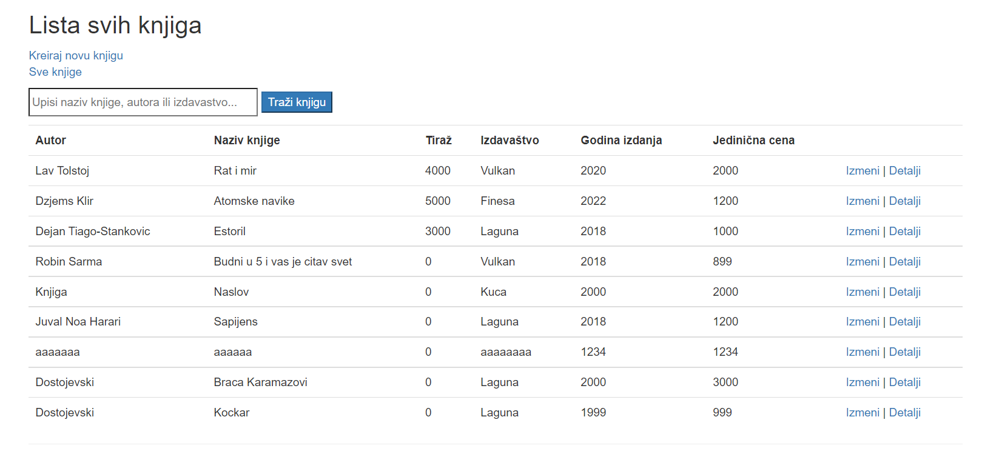 Lista svih knjiga
Kreiraj novu knjigu
Sve knjige
Upisi naziv knjige, autora ili izdavastvo... Traži knjigu
Autor Naziv knjige Tiraž Izdavaštvo Godina izdanja Jedinična cena
Lav Tolstoj Rat i mir 4000 Vulkan 2020 2000 Izmeni | Detalji
Dzjems Klir Atomske navike 5000 Finesa 2022 1200 Izmeni | Detalji
Dejan Tiago-Stankovic Estoril 3000 Laguna 2018 1000 Izmeni | Detalji
Robin Sarma Budni u 5 i vas je citav svet 0 Vulkan 2018 899 Izmeni | Detalji
Knjiga Naslov 0 Kuca 2000 2000 Izmeni | Detalji
Juval Noa Harari Sapijens 0 Laguna 2018 1200 Izmeni | Detalji
aaaaaaa aaaaaa 0 aaaaaaaa 1234 1234 Izmeni | Detalji
Dostojevski Braca Karamazovi 0 Laguna 2000 3000 Izmeni | Detalji
Dostojevski Kockar 0 Laguna 1999 999 Izmeni | Detalji